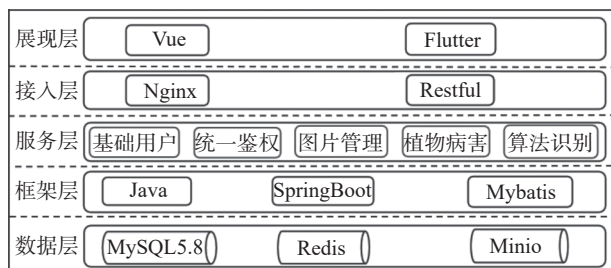 展现层 Vue Flutter
接入层 Nginx Restful
服务层 基础用户 统一鉴权 图片管理 植物病害 算法识别
框架层 Java SpringBoot Mybatis
数据层 MySQL5.8 Redis Minio